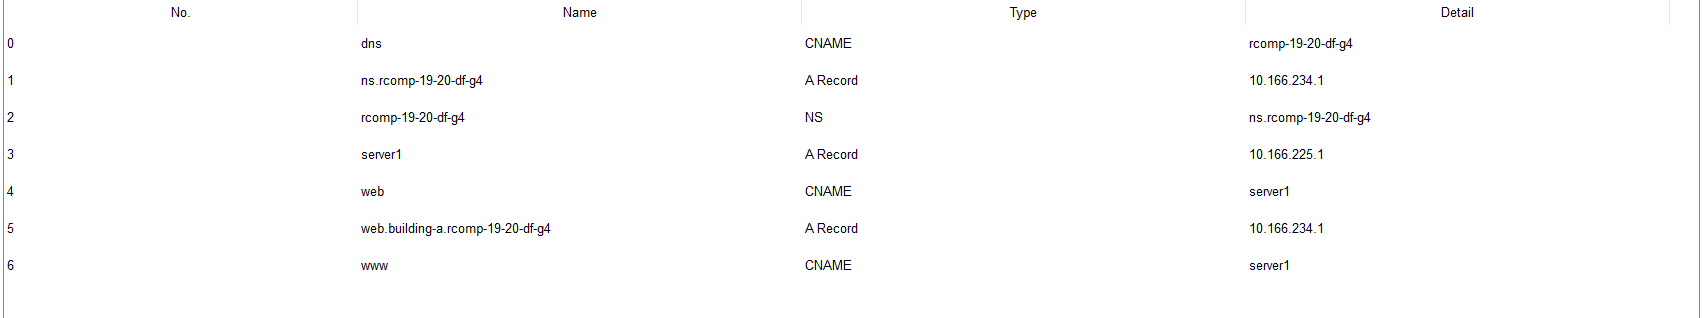 No. Name Type Detail
0 dns CNAME rcomp-19-20-df-g4
1 ns.rcomp-19-20-df-g4 A Record 10.166.234.1
2 rcomp-19-20-df-g4 NS ns.rcomp-19-20-df-g4
3 server1 A Record 10.166.225.1
4 web CNAME server1
5 web.building-a.rcomp-19-20-df-g4 A Record 10.166.234.1
6 www CNAME server1